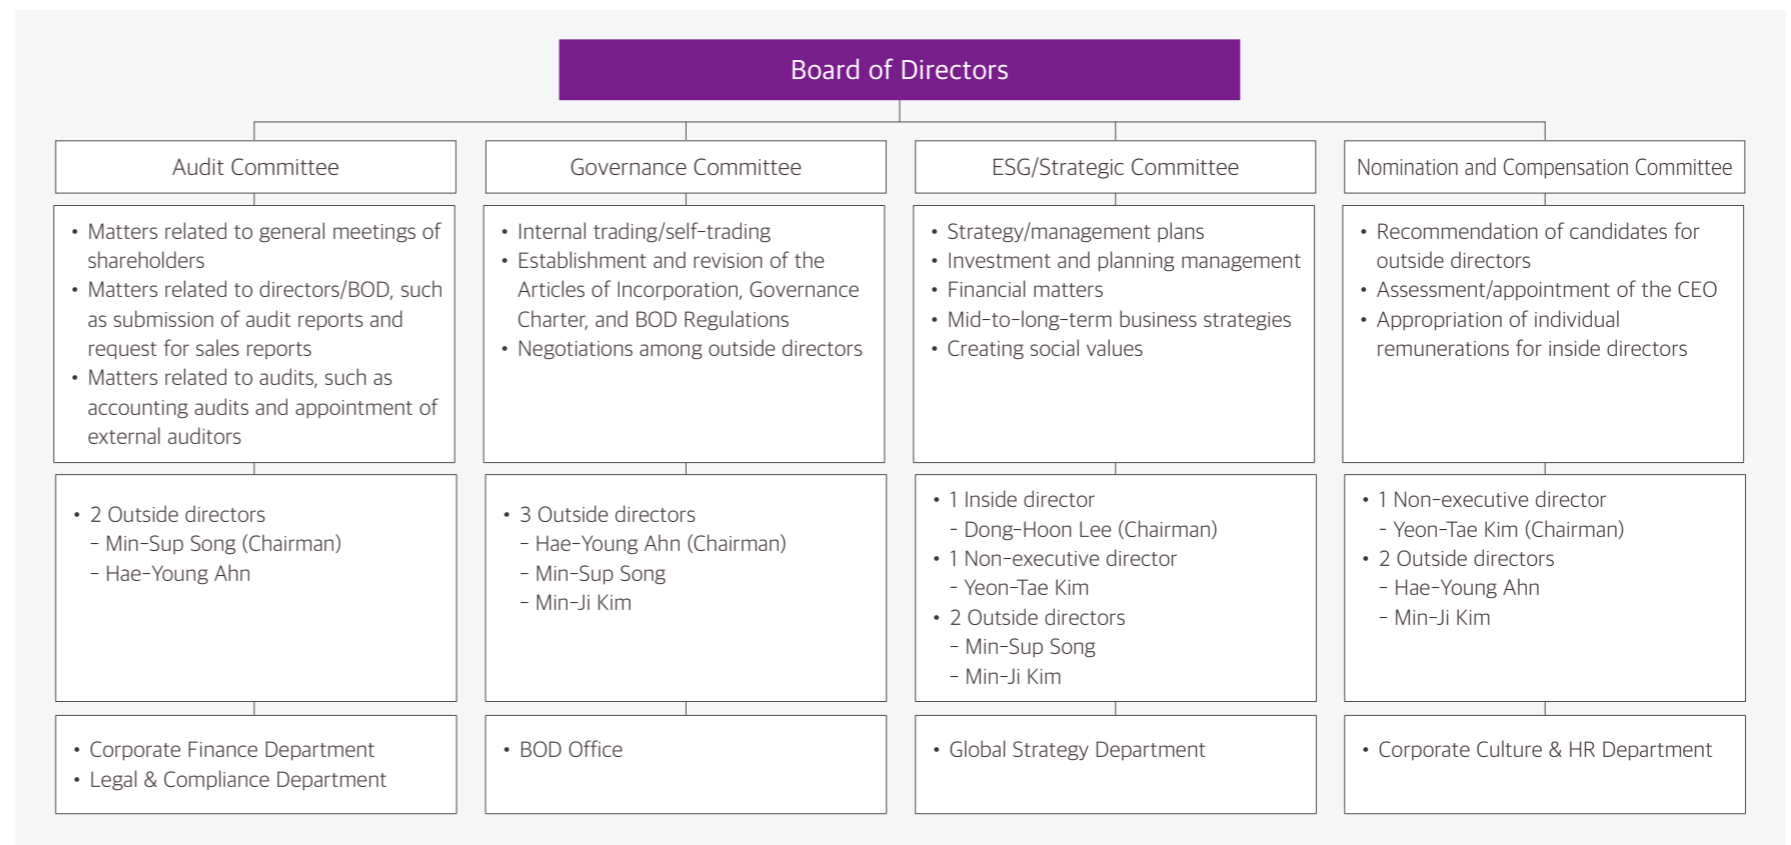 Board of Directors
Audit Committee
• Matters related to general meetings of
shareholders
• Matters related to directors/BOD, such
as submission of audit reports and
request for sales reports
• Matters related to audits, such as
accounting audits and appointment of
external auditors
• 2 Outside directors
- Min-Sup Song (Chairman)
- Hae-Young Ahn
• Corporate Finance Department
• Legal & Compliance Department
Governance Committee
• Internal trading/self-trading
• Establishment and revision of the
Articles of Incorporation, Governance
Charter, and BOD Regulations
• Negotiations among outside directors
• 3 Outside directors
- Hae-Young Ahn (Chairman)
- Min-Sup Song
- Min-Ji Kim
• BOD Office
ESG/Strategic Committee
• Strategy/management plans
• Investment and planning management
• Financial matters
• Mid-to-long-term business strategies
• Creating social values
• 1 Inside director
- Dong-Hoon Lee (Chairman)
• 1 Non-executive director
- Yeon-Tae Kim
• 2 Outside directors
- Min-Sup Song
- Min-Ji Kim
• Global Strategy Department
Nomination and Compensation Committee
• Recommendation of candidates for
outside directors
• Assessment/appointment of the CEO
• Appropriation of individual
remunerations for inside directors
• 1 Non-executive director
- Yeon-Tae Kim (Chairman)
• 2 Outside directors
- Hae-Young Ahn
- Min-Ji Kim
• Corporate Culture & HR Department